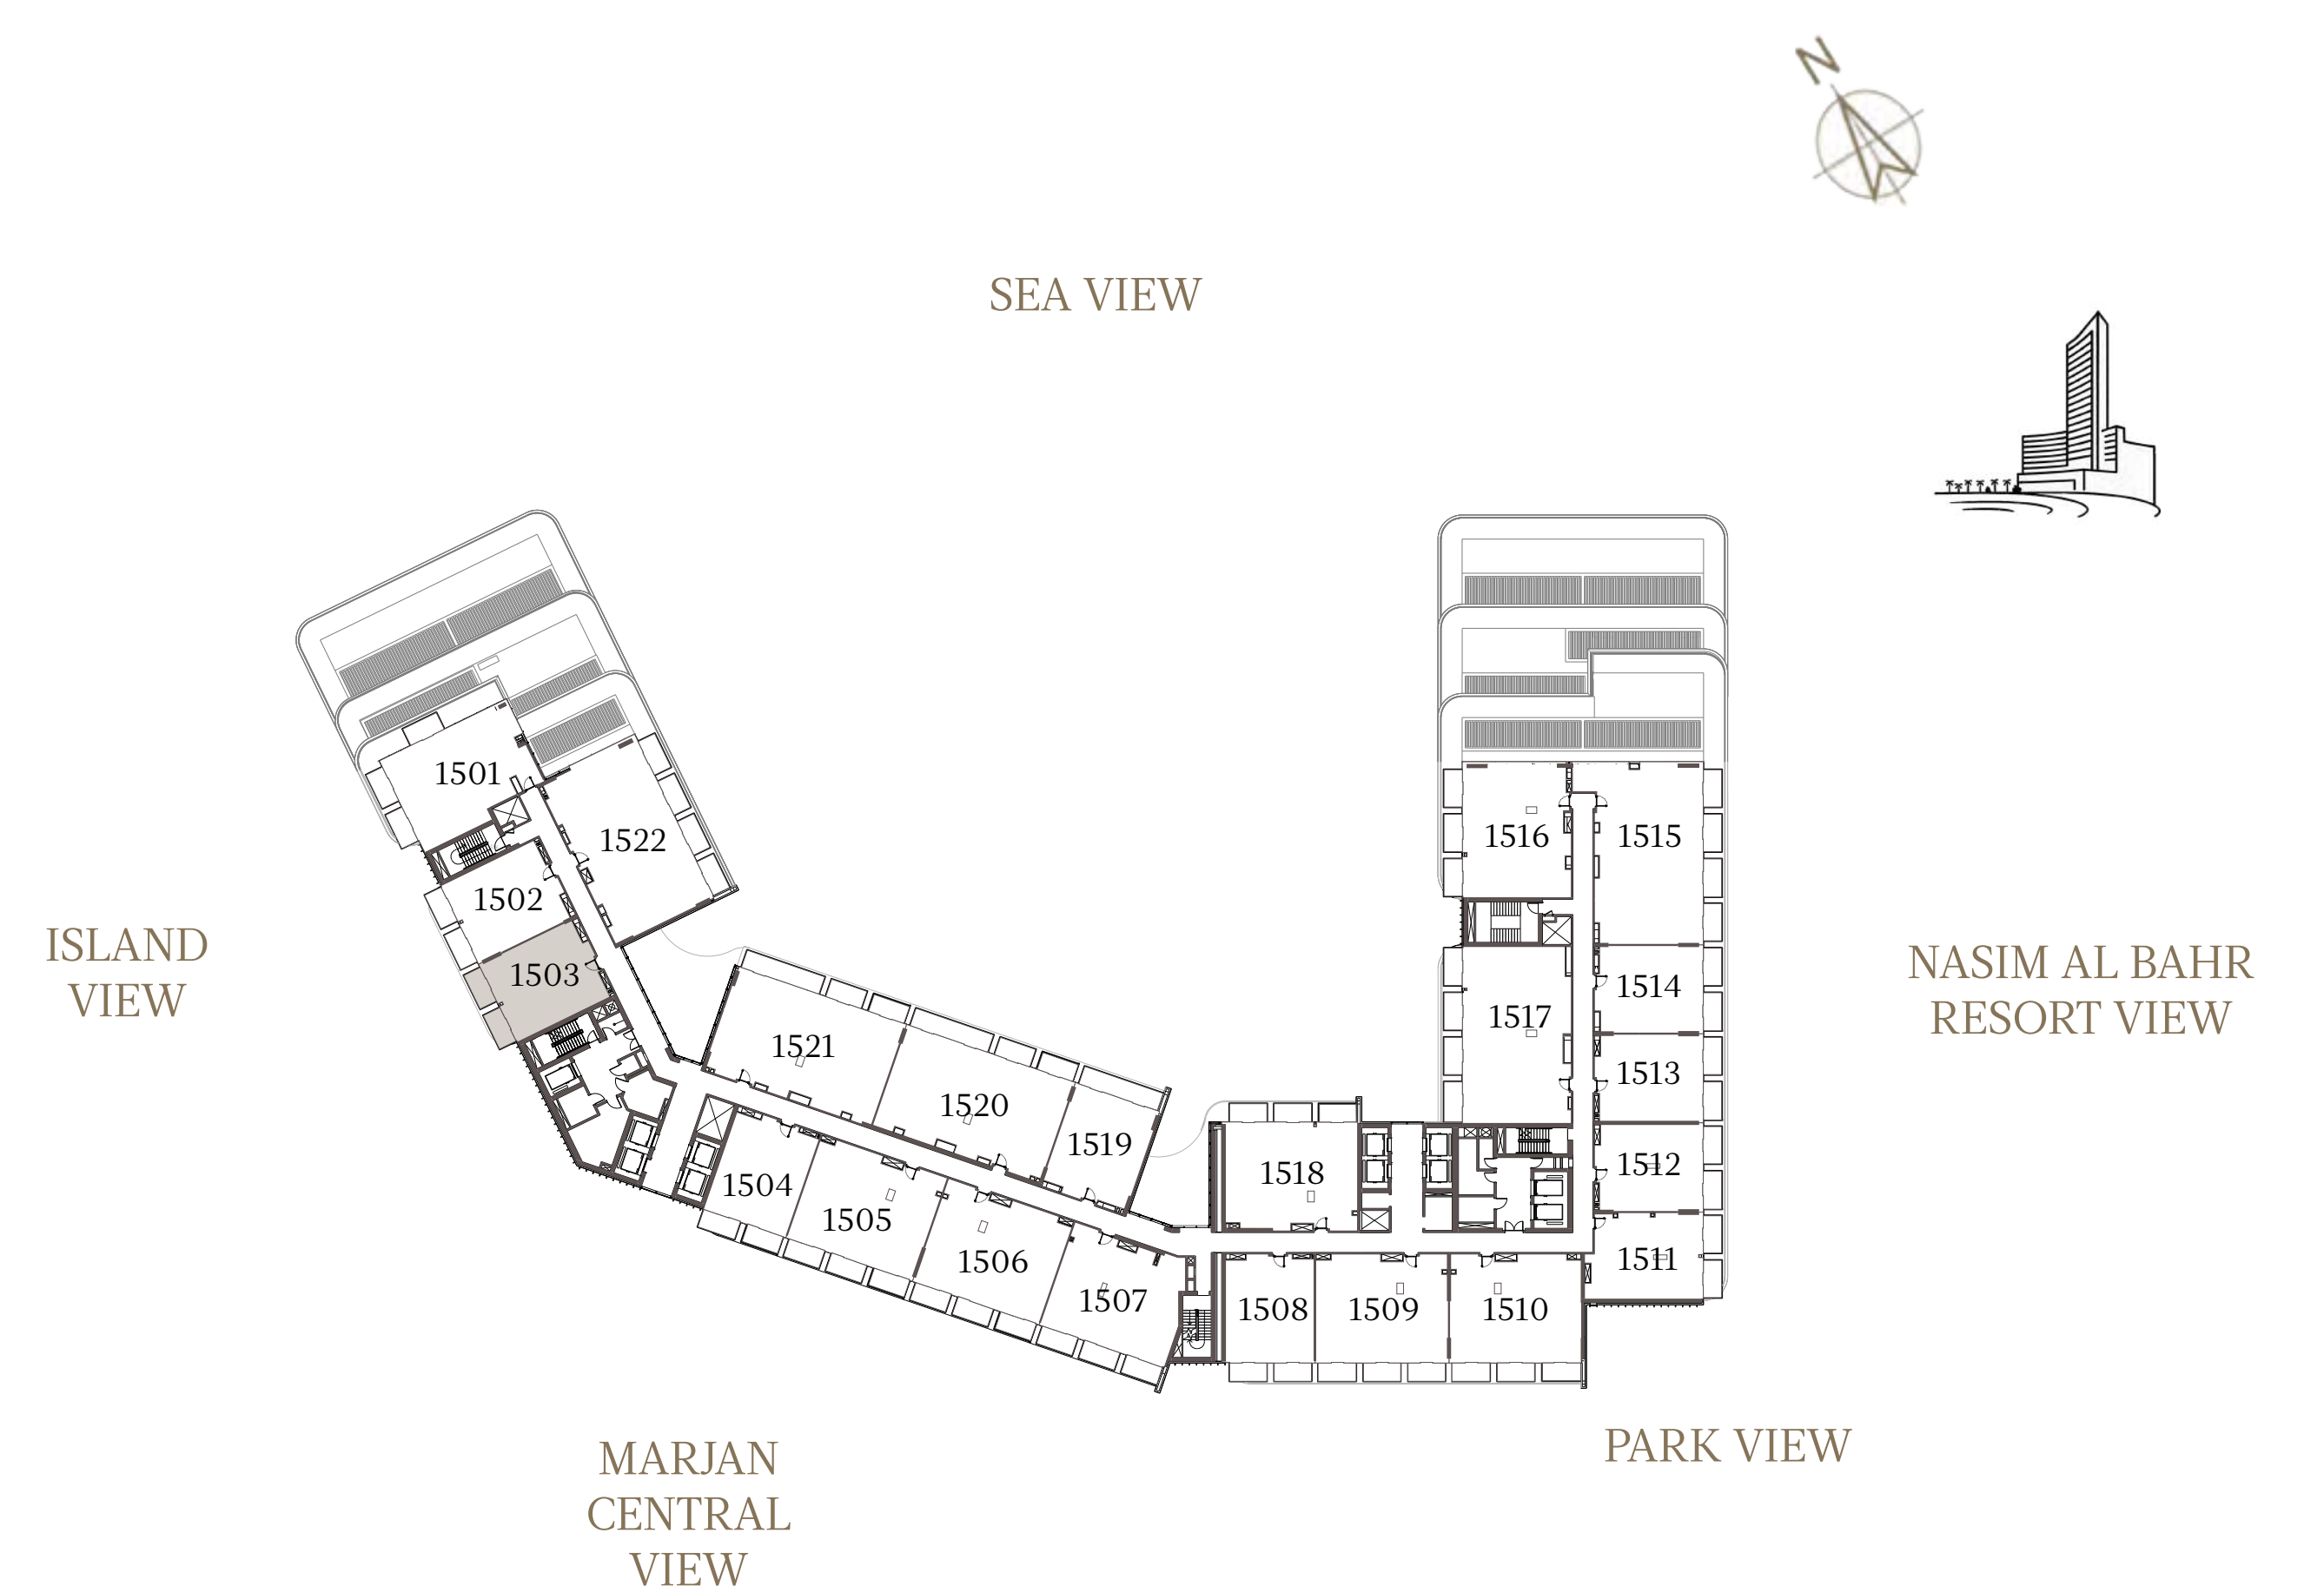 N
SEA VIEW
1501
1522
1516
1515
1502
ISLAND
VIEW
1503
NASIM AL BAHR
RESORT VIEW
1514
1517
1521
1513
1520
1519
1512
1518
1504
1505
1506
1511
1507
1508
1509
1510
PARK VIEW
MARJAN
CENTRAL
VIEW